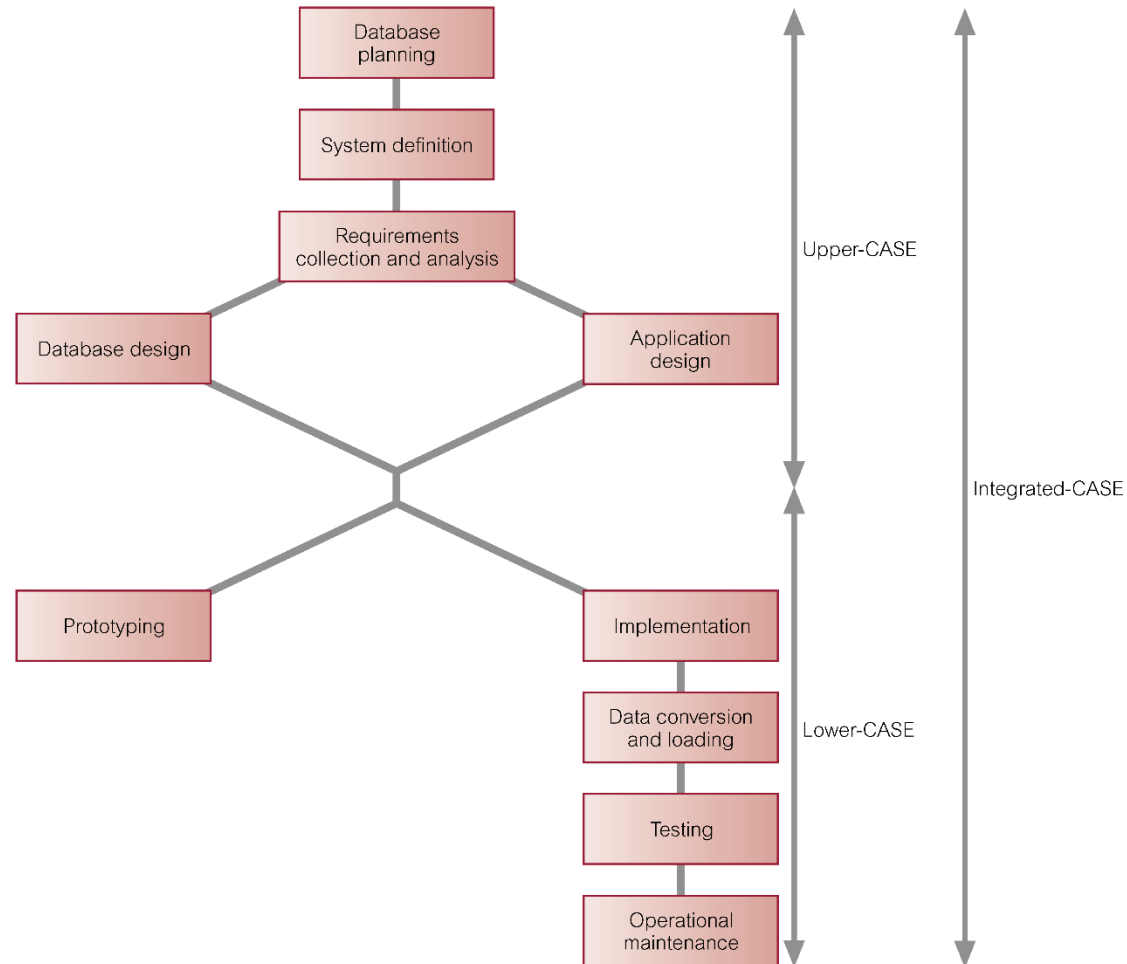 Database
planning
System definition
Requirements
collection and analysis
Upper-CASE
Database design
Application
design
Integrated-CASE
Prototyping
Implementation
Data conversion
and loading
Lower-CASE
Testing
Operational
maintenance